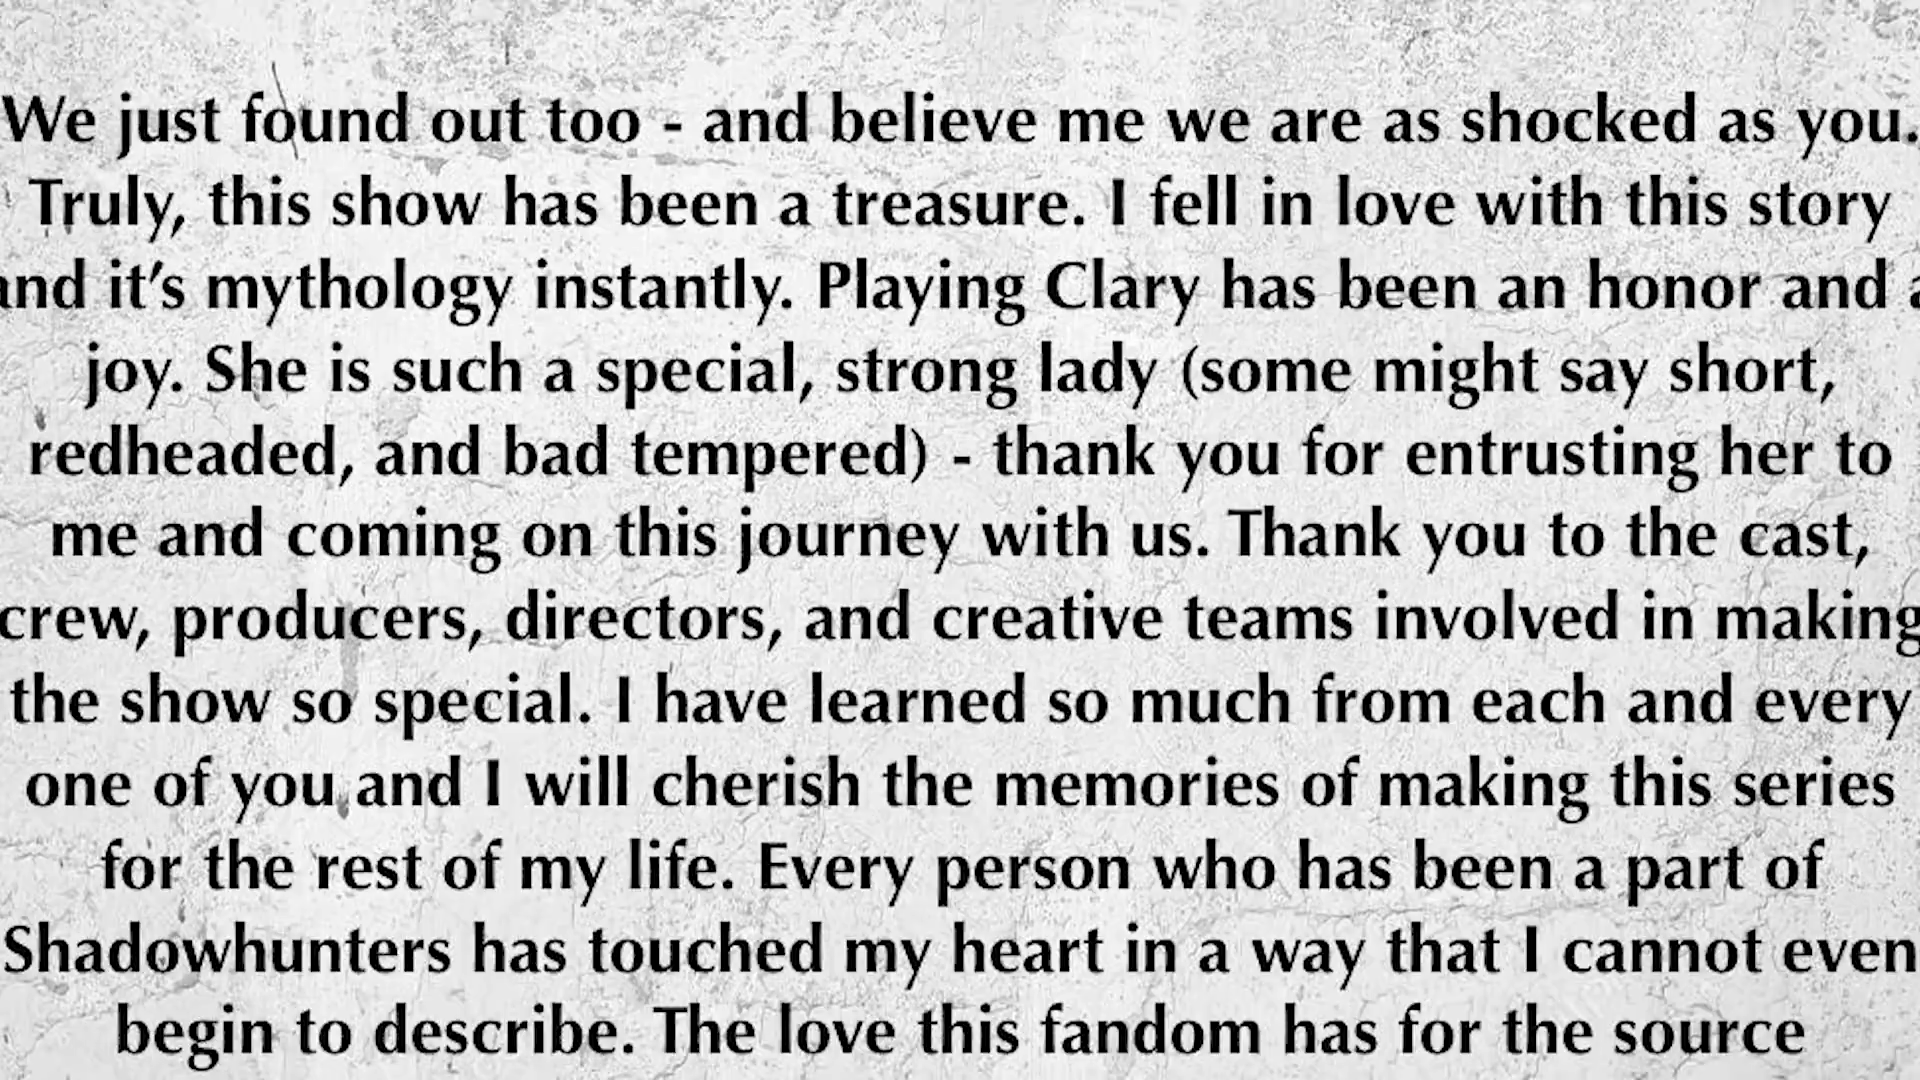 We just found out too - and believe me we are as shocked as you.
Truly, this show has been a treasure. I fell in love with this story
and it’s mythology instantly. Playing Clary has been an honor and a
joy. She is such a special, strong lady (some might say short,
redheaded, and bad tempered) - thank you for entrusting her to
me and coming on this journey with us. Thank you to the cast,
crew, producers, directors, and creative teams involved in making
the show so special. I have learned so much from each and every
one of you and I will cherish the memories of making this series
for the rest of my life. Every person who has been a part of
Shadowhunters has touched my heart in a way that I cannot even
begin to describe. The love this fandom has for the source